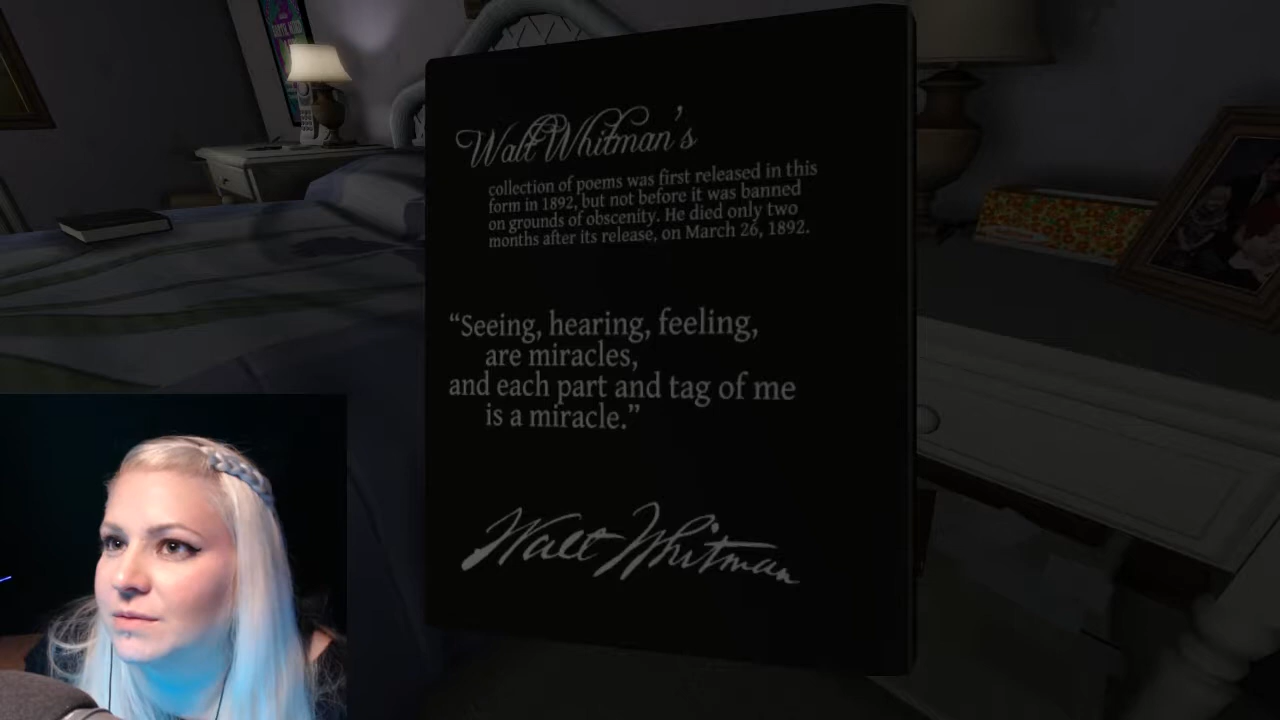 Walt Whitman's
collection of poems was first released in this
form in 1892, but not before it was banned
on grounds of obscenity. He died only two
months after its release, on March 26, 1892.
“Seeing, hearing, feeling,
are miracles,
and each part and tag of me
is a miracle.”
Walt Whitman